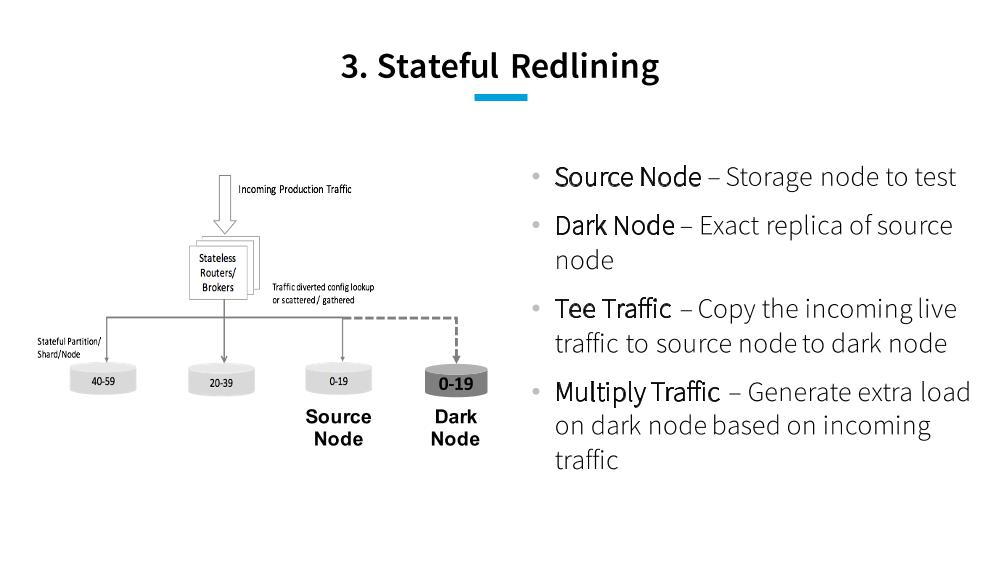 3. Stateful Redlining
Incoming Production Traffic
Stateless
Routers/
Brokers
Traffic diverted config lookup
or scattered / gathered
Stateful Partition/
Shard/Node
40-59
20-39
0-19
0-19
Source
Node
Dark
Node
• Source Node – Storage node to test
• Dark Node – Exact replica of source
node
• Tee Traffic – Copy the incoming live
traffic to source node to dark node
• Multiply Traffic – Generate extra load
on dark node based on incoming
traffic